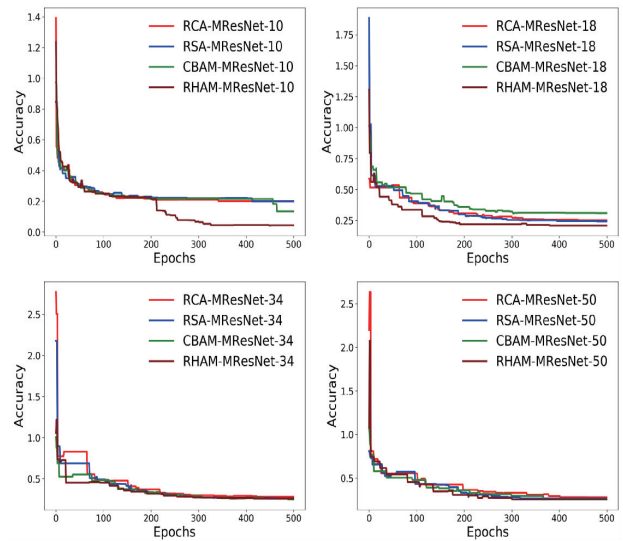 1.4
1.2
1.0
0.8
0.6
0.4
0.2
0.0
Accuracy
RCA-MResNet-10
RSA-MResNet-10
CBAM-MResNet-10
RHAM-MResNet-10
0
100
200
300
400
500
Epochs
1.75
1.50
1.25
1.00
0.75
0.50
0.25
Accuracy
RCA-MResNet-18
RSA-MResNet-18
CBAM-MResNet-18
RHAM-MResNet-18
0
100
200
300
400
500
Epochs
2.5
2.0
1.5
1.0
0.5
Accuracy
RCA-MResNet-34
RSA-MResNet-34
CBAM-MResNet-34
RHAM-MResNet-34
0
100
200
300
400
500
Epochs
2.5
2.0
1.5
1.0
0.5
Accuracy
RCA-MResNet-50
RSA-MResNet-50
CBAM-MResNet-50
RHAM-MResNet-50
0
100
200
300
400
500
Epochs